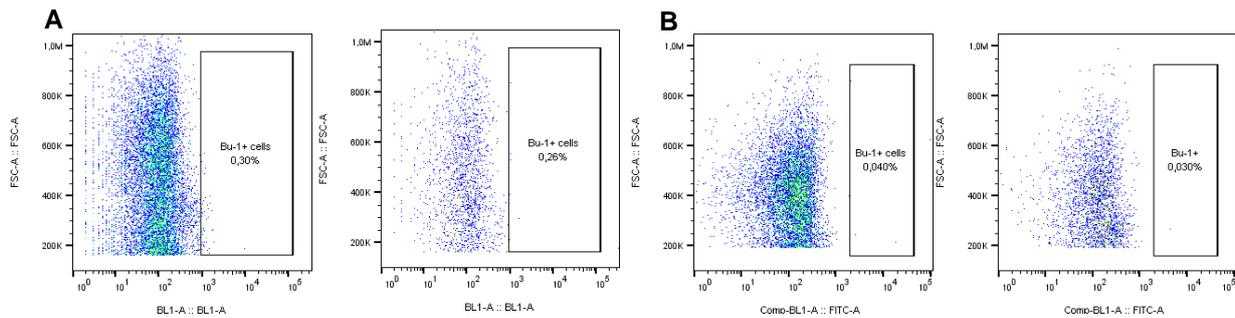 A
B
1,0M
800K
600K
400K
200K
FSC-A :: FSC-A
Bu-1+ cells
0,30%
10^0 10^1 10^2 10^3 10^4 10^5
BL1-A :: BL1-A
1,0M
800K
600K
400K
200K
FSC-A :: FSC-A
Bu-1+ cells
0,26%
10^0 10^1 10^2 10^3 10^4 10^5
BL1-A :: BL1-A
1,0M
800K
600K
400K
200K
FSC-A :: FSC-A
Bu-1+ cells
0,040%
10^0 10^1 10^2 10^3 10^4 10^5
Comp-BL1-A :: FITC-A
1,0M
800K
600K
400K
200K
FSC-A :: FSC-A
Bu-1+
0,030%
10^0 10^1 10^2 10^3 10^4 10^5
Comp-BL1-A :: FITC-A